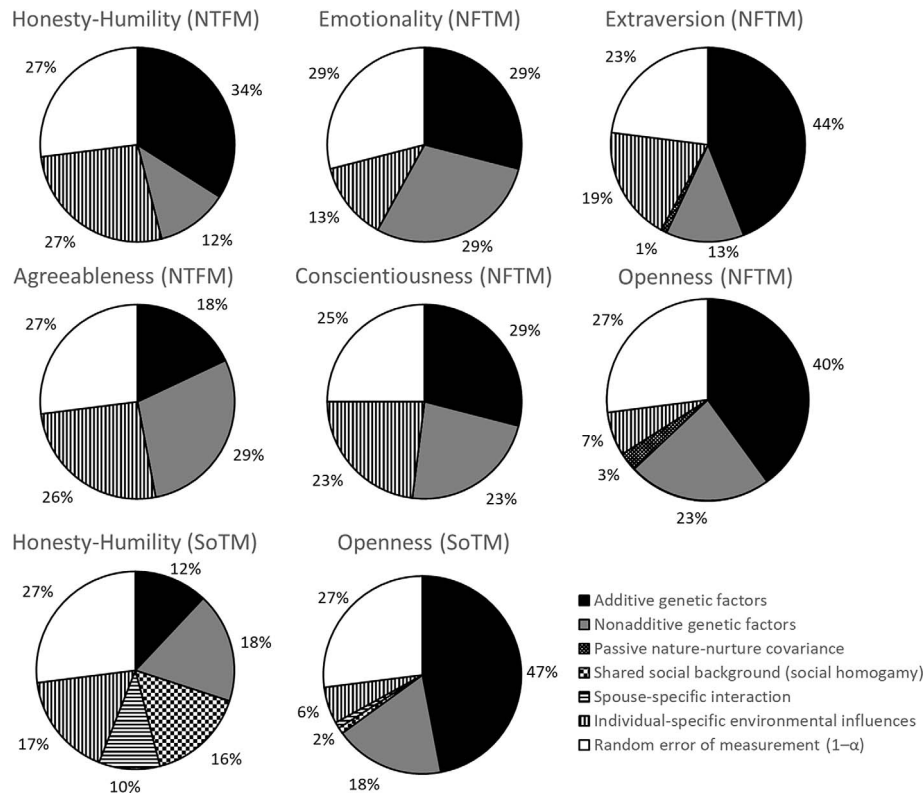 Honesty-Humility (NTFM)
27%
34%
27%
12%
Emotionality (NFTM)
29%
29%
13%
29%
Extraversion (NFTM)
23%
44%
19%
1%
13%
Agreeableness (NTFM)
18%
27%
29%
26%
Conscientiousness (NFTM)
25%
29%
23%
23%
Openness (NFTM)
27%
40%
7%
3%
23%
Honesty-Humility (SoTM)
12%
27%
18%
17%
16%
10%
Openness (SoTM)
27%
47%
6%
2%
18%
Additive genetic factors
Nonadditive genetic factors
Passive nature-nurture covariance
Shared social background (social homogamy)
Spouse-specific interaction
Individual-specific environmental influences
Random error of measurement (1–α)